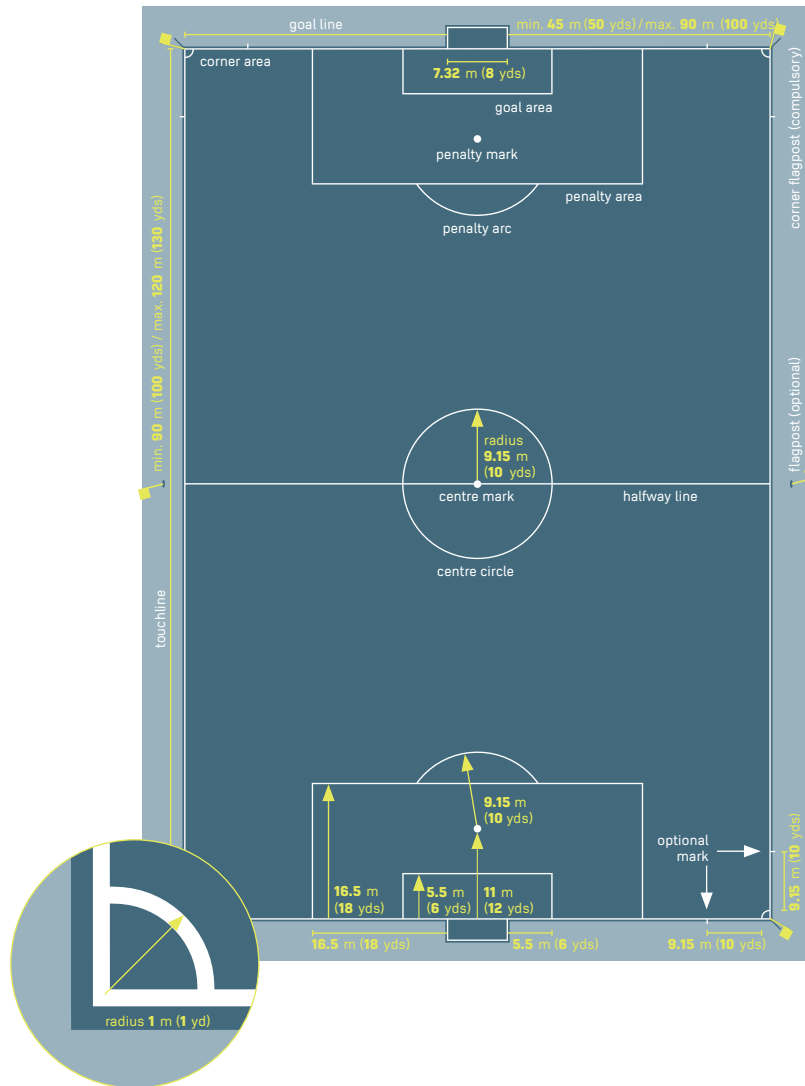 goal line
min. 45 m (50 yds) / max. 90 m (100 yds)
corner area
7.32 m (8 yds)
goal area
penalty mark
penalty area
penalty arc
corner flagpost (compulsory)
min. 90 m (100 yds) / max. 120 m (130 yds)
flagpost (optional)
radius
9.15 m
(10 yds)
centre mark
halfway line
centre circle
touchline
9.15 m
(10 yds)
optional
mark
9.15 m (10 yds)
16.5 m
(18 yds)
5.5 m
(6 yds)
11 m
(12 yds)
16.5 m (18 yds)
5.5 m (6 yds)
9.15 m (10 yds)
radius 1 m (1 yd)